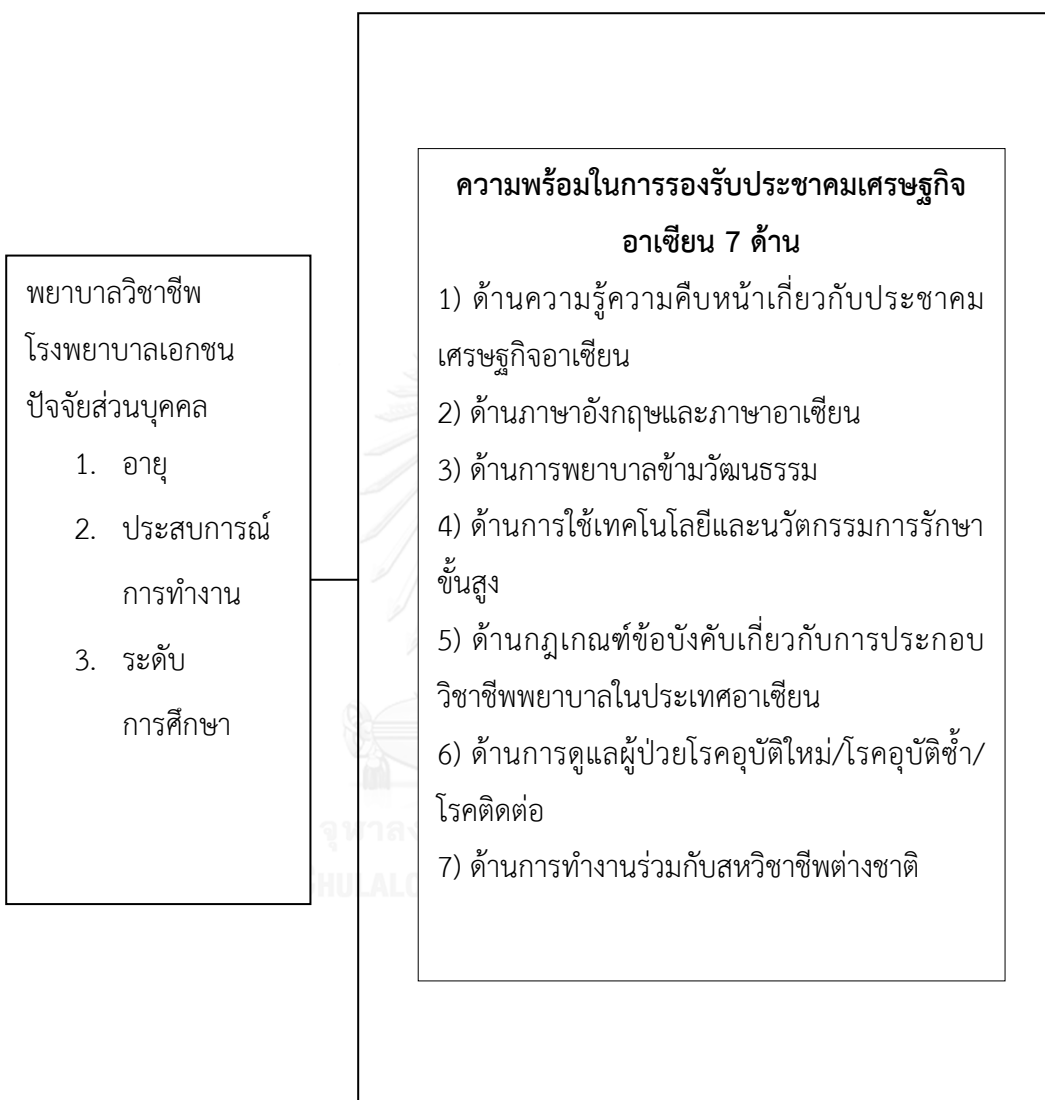 พยาบาลวิชาชีพ
โรงพยาบาลเอกชน
ปัจจัยส่วนบุคคล
1. อายุ
2. ประสบการณ์
การทำงาน
3. ระดับ
การศึกษา
ความพร้อมในการรองรับประชาคมเศรษฐกิจ
อาเซียน 7 ด้าน
1) ด้านความรู้ความคืบหน้าเกี่ยวกับประชาคม
เศรษฐกิจอาเซียน
2) ด้านภาษาอังกฤษและภาษาอาเซียน
3) ด้านการพยาบาลข้ามวัฒนธรรม
4) ด้านการใช้เทคโนโลยีและนวัตกรรมการรักษา
ขั้นสูง
5) ด้านกฎเกณฑ์ข้อบังคับเกี่ยวกับการประกอบ
วิชาชีพพยาบาลในประเทศอาเซียน
6) ด้านการดูแลผู้ป่วยโรคอุบัติใหม่/โรคอุบัติซ้ำ/
โรคติดต่อ
7) ด้านการทำงานร่วมกับสหวิชาชีพต่างชาติ